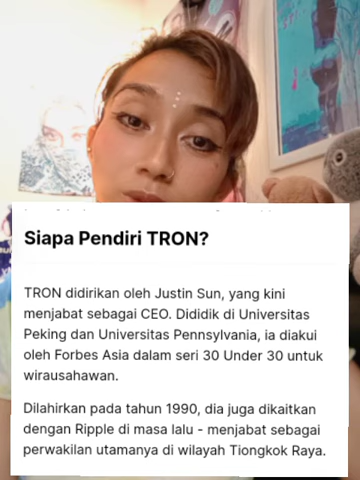 Siapa Pendiri TRON?
TRON didirikan oleh Justin Sun, yang kini
menjabat sebagai CEO. Dididik di Universitas
Peking dan Universitas Pennsylvania, ia diakui
oleh Forbes Asia dalam seri 30 Under 30 untuk
wirausahawan.
Dilahirkan pada tahun 1990, dia juga dikaitkan
dengan Ripple di masa lalu - menjabat sebagai
perwakilan utamanya di wilayah Tiongkok Raya.